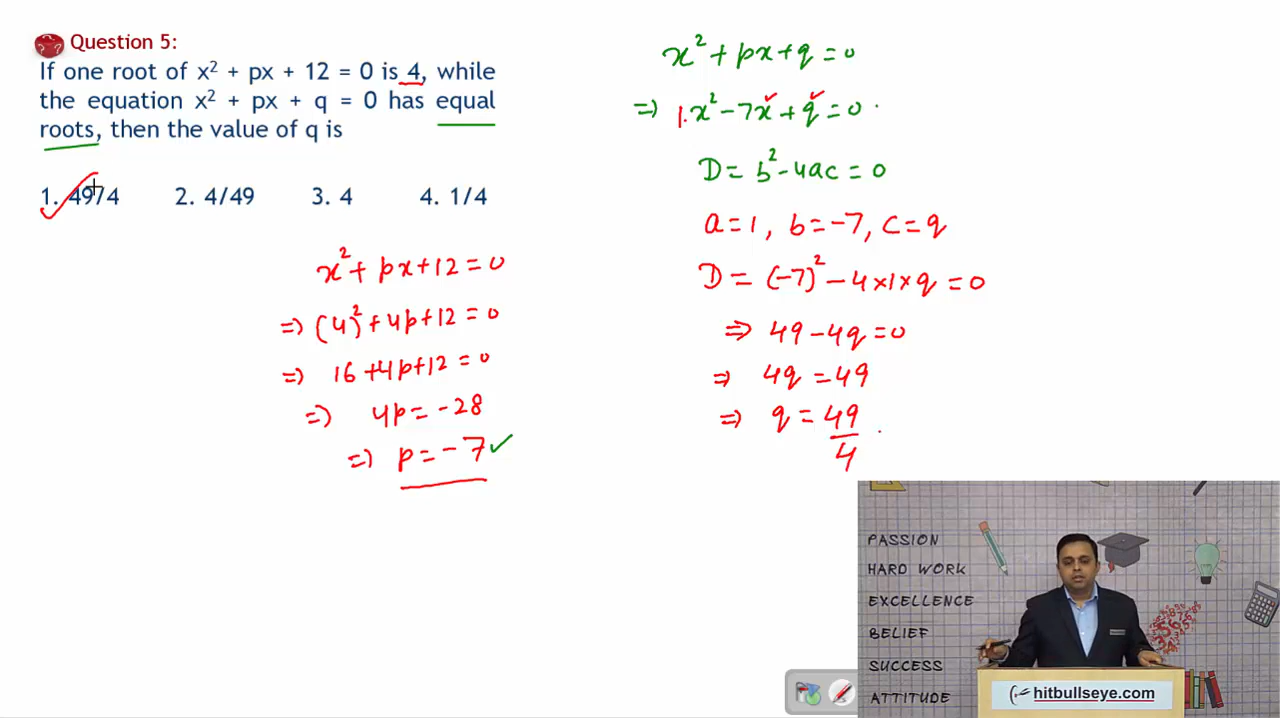 Question 5:
If one root of x² + px + 12 = 0 is 4, while
the equation x² + px + q = 0 has equal
roots, then the value of q is
1. 49/4 2. 4/49 3. 4 4. 1/4
x² + px + 12 = 0
=> (4)² + 4p + 12 = 0
=> 16 + 4p + 12 = 0
=> 4p = -28
=> p = -7 ✓
x² + px + q = 0
=> 1.x² - 7x + q = 0
D = b² - 4ac = 0
a = 1, b = -7, c = q
D = (-7)² - 4 × 1 × q = 0
=> 49 - 4q = 0
=> 4q = 49
=> q = 49/4
PASSION
HARD WORK
EXCELLENCE
BELIEF
SUCCESS
ATTITUDE
hitbullseye.com